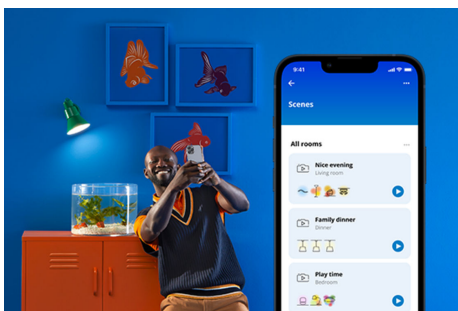 9:41
Scenes
All rooms
Nice evening
Living room
Family dinner
Dinner
Play time
Bedroom